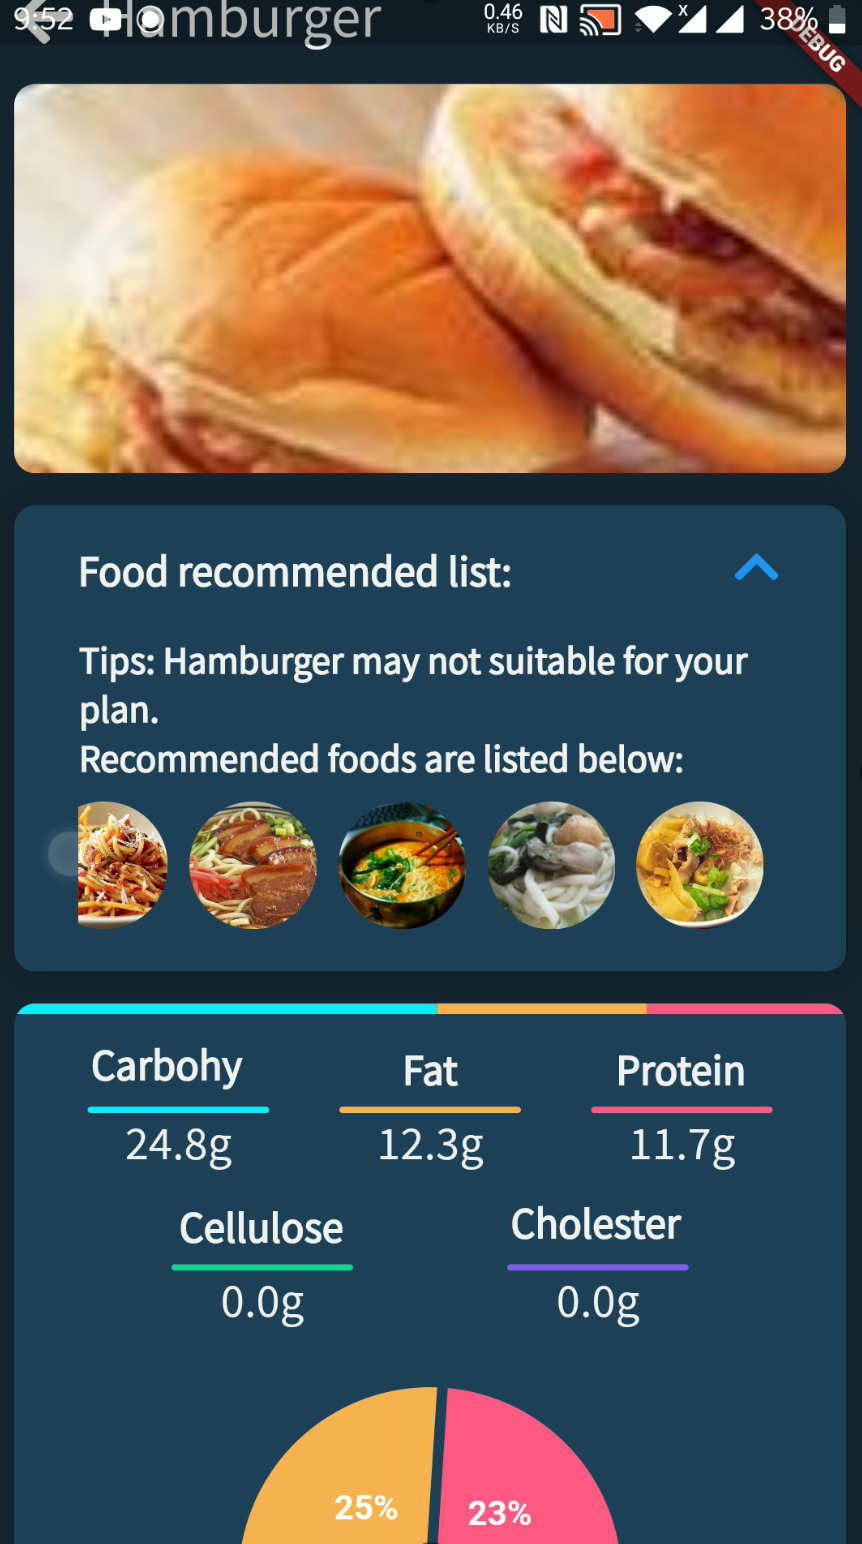 9:52
0.46
KB/S
X
38%
DEBUG
Hamburger
Food recommended list:
Tips: Hamburger may not suitable for your
plan.
Recommended foods are listed below:
Carbohy Fat Protein
24.8g 12.3g 11.7g
Cellulose Cholester
0.0g 0.0g
25% 23%